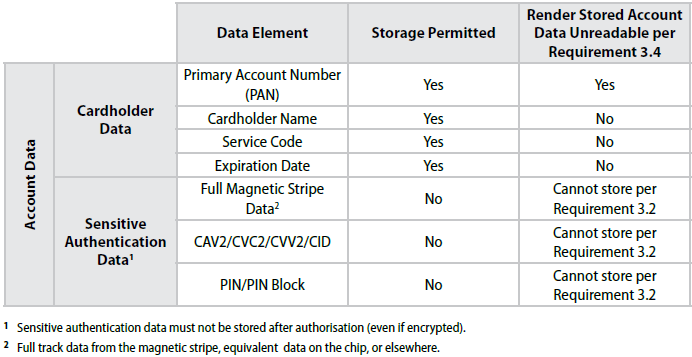 Data Element
Storage Permitted
Render Stored Account
Data Unreadable per
Requirement 3.4
Account Data
Cardholder
Data
Primary Account Number
(PAN)
Yes
Yes
Cardholder Name
Yes
No
Service Code
Yes
No
Expiration Date
Yes
No
Sensitive
Authentication
Data¹
Full Magnetic Stripe
Data²
No
Cannot store per
Requirement 3.2
CAV2/CVC2/CVV2/CID
No
Cannot store per
Requirement 3.2
PIN/PIN Block
No
Cannot store per
Requirement 3.2
¹ Sensitive authentication data must not be stored after authorisation (even if encrypted).
² Full track data from the magnetic stripe, equivalent data on the chip, or elsewhere.